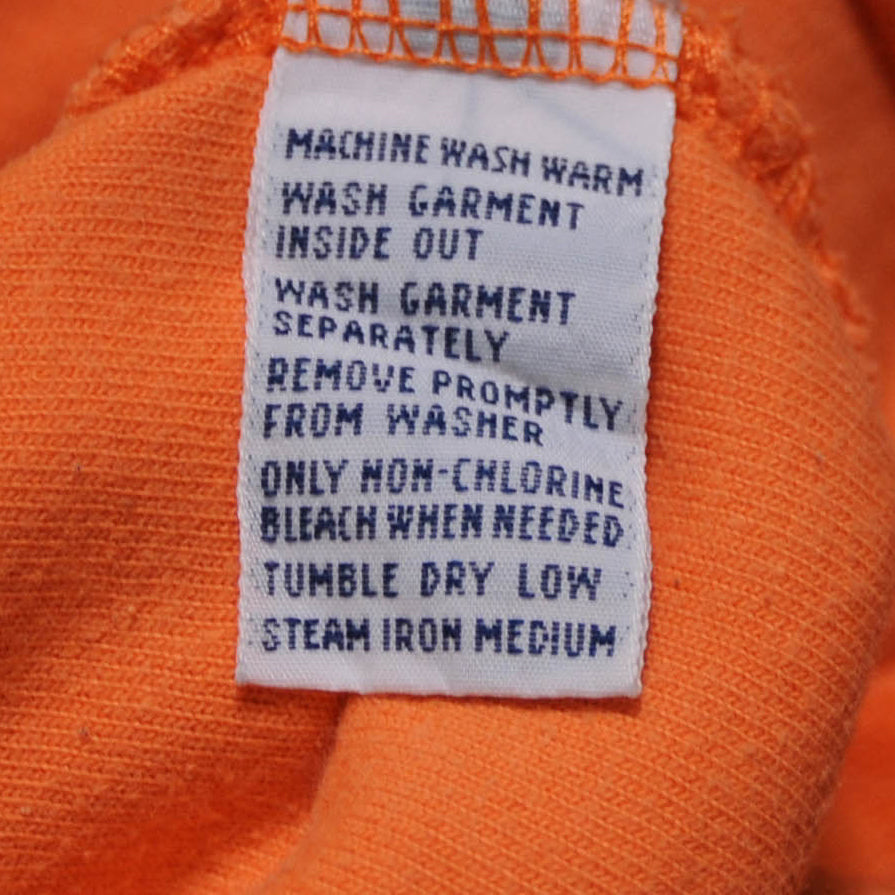 MACHINE WASH WARM
WASH GARMENT
INSIDE OUT
WASH GARMENT
SEPARATELY
REMOVE PROMPTLY
FROM WASHER
ONLY NON-CHLORINE
BLEACH WHEN NEEDED
TUMBLE DRY LOW
STEAM IRON MEDIUM